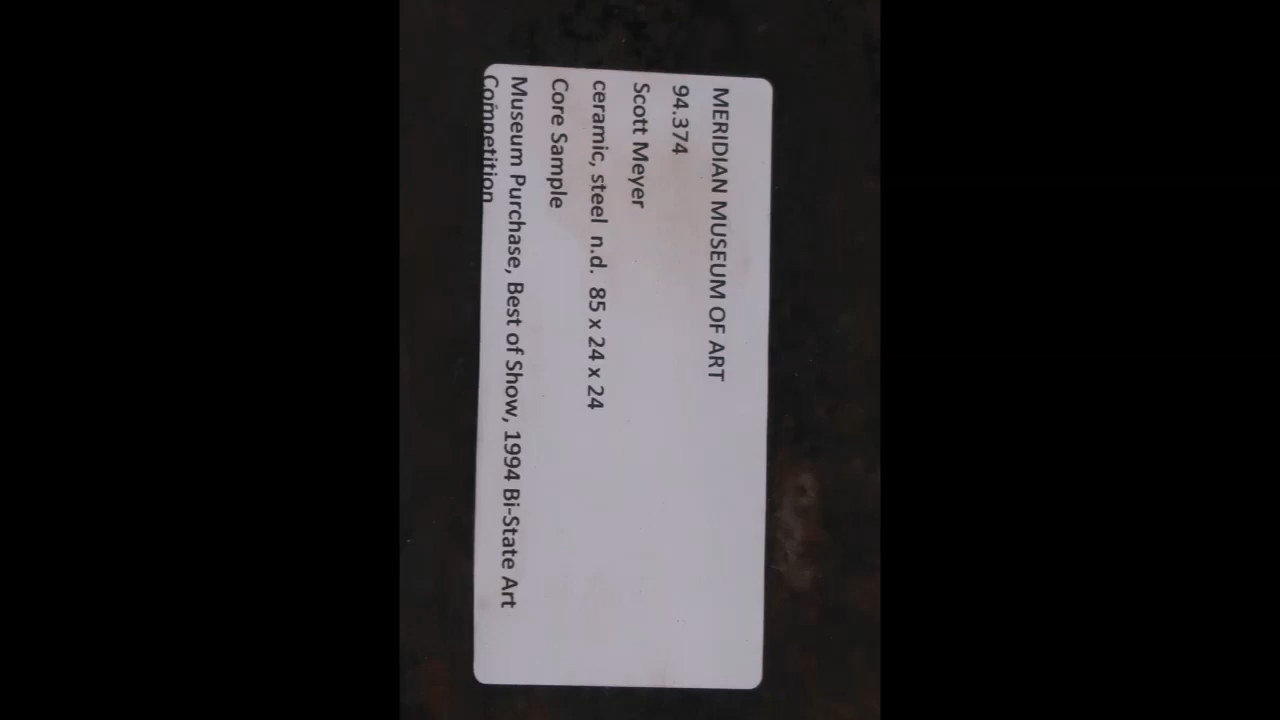 MERIDIAN MUSEUM OF ART
94.374
Scott Meyer
ceramic, steel n.d. 85 x 24 x 24
Core Sample
Museum Purchase, Best of Show, 1994 Bi-State Art
Competition